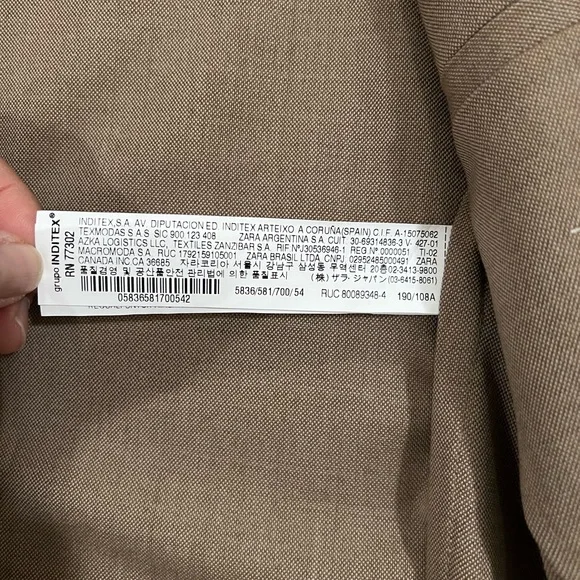 grupo INDITEX®
RN 77302
INDITEX,S.A. AV. DIPUTACION ED. INDITEX ARTEIXO A CORUÑA(SPAIN) C.I.F. A-15075062
TEXMODAS S.A.S. SIC 900 123 408 ZARA ARGENTINA S.A. CUIT. 30-69314836-3 V- 427-01
AZKA LOGISTICS LLC, TEXTILES ZANZIBAR S.A. RIF NºJ30536946-1 REG Nº 0000051 TI-02
MACROMODA S.A. RUC 1792159105001 ZARA BRASIL LTDA. CNPJ. 02952485000491 ZARA
CANADA INC.CA 36685 자라코리아 서울시 강남구 삼성동 무역센터 20층02-3413-9800
품질경영 및 공산품안전 관리법에 의한 품질표시 (株) ザラ・ジャパン(03-6415-8061)
05836581700542 5836/581/700/54 RUC 80089348-4 190/108A